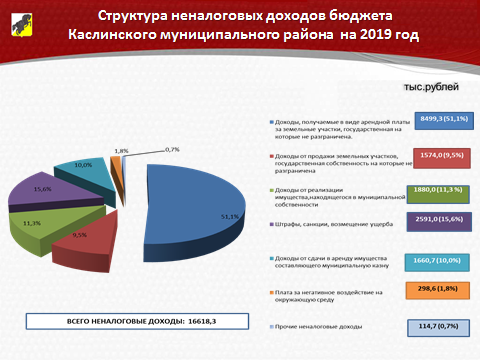 Структура неналоговых доходов бюджета
Каслинского муниципального района на 2019 год
тыс.рублей
Доходы, получаемые в виде арендной платы
за земельные участки, государственная на
которые не разграничена.
8499,3 (51,1%)
Доходы от продажи земельных участков,
государственная собственность на которые не
разграничена
1574,0 (9,5%)
Доходы от реализации
имущества,находящегося в муниципальной
собственности
1880,0 (11,3 %)
Штрафы, санкции, возмещение ущерба
2591,0 (15,6%)
Доходы от сдачи в аренду имущества
составляющего муниципальную казну
1660,7 (10,0%)
Плата за негативное воздействие на
окружающую среду
298,6 (1,8%)
Прочие неналоговые доходы
114,7 (0,7%)
1,8%
0,7%
10,0%
15,6%
11,3%
9,5%
51,1%
ВСЕГО НЕНАЛОГОВЫЕ ДОХОДЫ: 16618,3